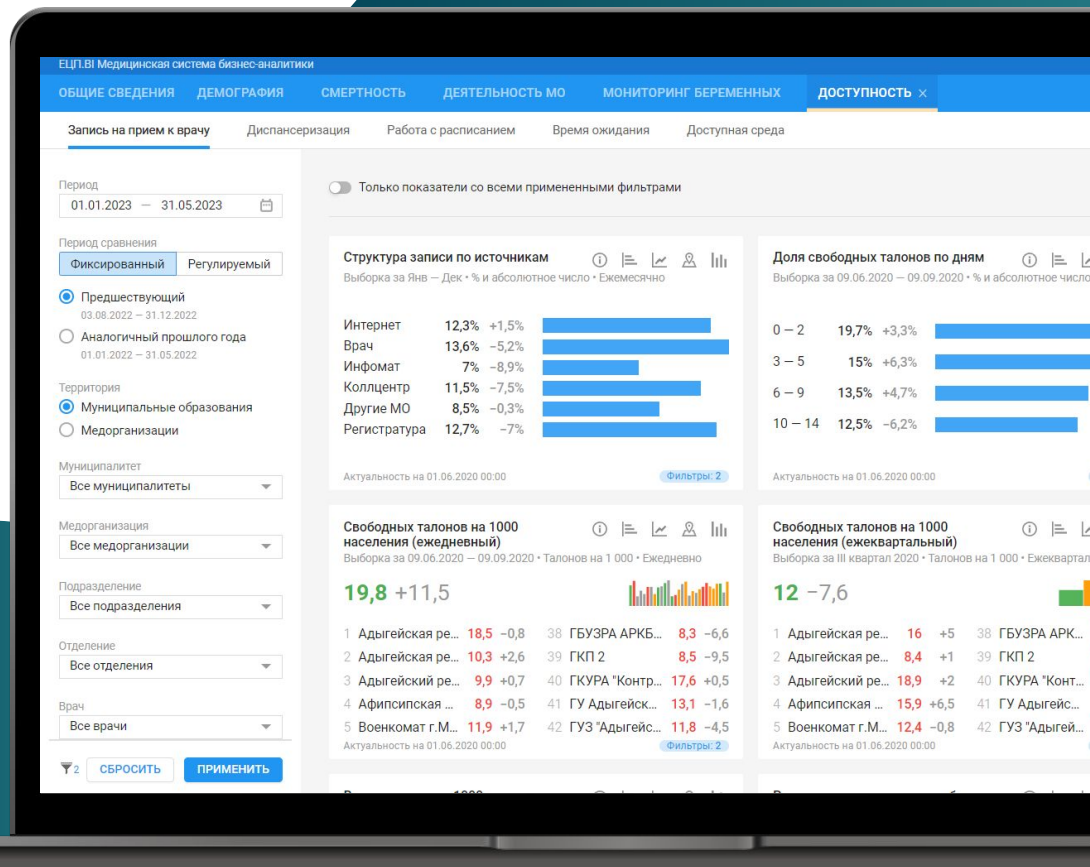 ЕЦП.BI Медицинская система бизнес-аналитики
ОБЩИЕ СВЕДЕНИЯ ДЕМОГРАФИЯ СМЕРТНОСТЬ ДЕЯТЕЛЬНОСТЬ МО МОНИТОРИНГ БЕРЕМЕННЫХ ДОСТУПНОСТЬ ×
Запись на прием к врачу Диспансеризация Работа с расписанием Время ожидания Доступная среда
Период
01.01.2023 — 31.05.2023
Период сравнения
Фиксированный Регулируемый
Предшествующий
03.08.2022 — 31.12.2022
Аналогичный прошлого года
01.01.2022 — 31.05.2022
Территория
Муниципальные образования
Медорганизации
Муниципалитет
Все муниципалитеты
Медорганизация
Все медорганизации
Подразделение
Все подразделения
Отделение
Все отделения
Врач
Все врачи
2 СБРОСИТЬ ПРИМЕНИТЬ
Только показатели со всеми примененными фильтрами
Структура записи по источникам
Выборка за Янв — Дек • % и абсолютное число • Ежемесячно
Интернет 12,3% +1,5%
Врач 13,6% −5,2%
Инфомат 7% −8,9%
Коллцентр 11,5% −7,5%
Другие МО 8,5% −0,3%
Регистратура 12,7% −7%
Актуальность на 01.06.2020 00:00 Фильтры: 2
Доля свободных талонов по дням
Выборка за 09.06.2020 — 09.09.2020 • % и абсолютное число
0 — 2 19,7% +3,3%
3 — 5 15% +6,3%
6 — 9 13,5% +4,7%
10 — 14 12,5% −6,2%
Актуальность на 01.06.2020 00:00
Свободных талонов на 1000
населения (ежедневный)
Выборка за 09.06.2020 — 09.09.2020 • Талонов на 1 000 • Ежедневно
19,8 +11,5
1 Адыгейская ре... 18,5 −0,8 38 ГБУЗРА АРКБ... 8,3 −6,6
2 Адыгейская ре... 10,3 +2,6 39 ГКП 2 8,5 −9,5
3 Адыгейский ре... 9,9 +0,7 40 ГКУРА "Контр... 17,6 +0,5
4 Афипсипская ... 8,9 −0,5 41 ГУ Адыгейск... 13,1 −1,6
5 Военкомат г.М... 11,9 +1,7 42 ГУЗ "Адыгейс... 11,8 −4,5
Актуальность на 01.06.2020 00:00 Фильтры: 2
Свободных талонов на 1000
населения (ежеквартальный)
Выборка за III квартал 2020 • Талонов на 1 000 • Ежеквартал
12 −7,6
1 Адыгейская ре... 16 +5 38 ГБУЗРА АРК...
2 Адыгейская ре... 8,4 +1 39 ГКП 2
3 Адыгейский ре... 18,9 +2 40 ГКУРА "Конт...
4 Афипсипская ... 15,9 +6,5 41 ГУ Адыгейс...
5 Военкомат г.М... 12,4 −0,8 42 ГУЗ "Адыгей...
Актуальность на 01.06.2020 00:00